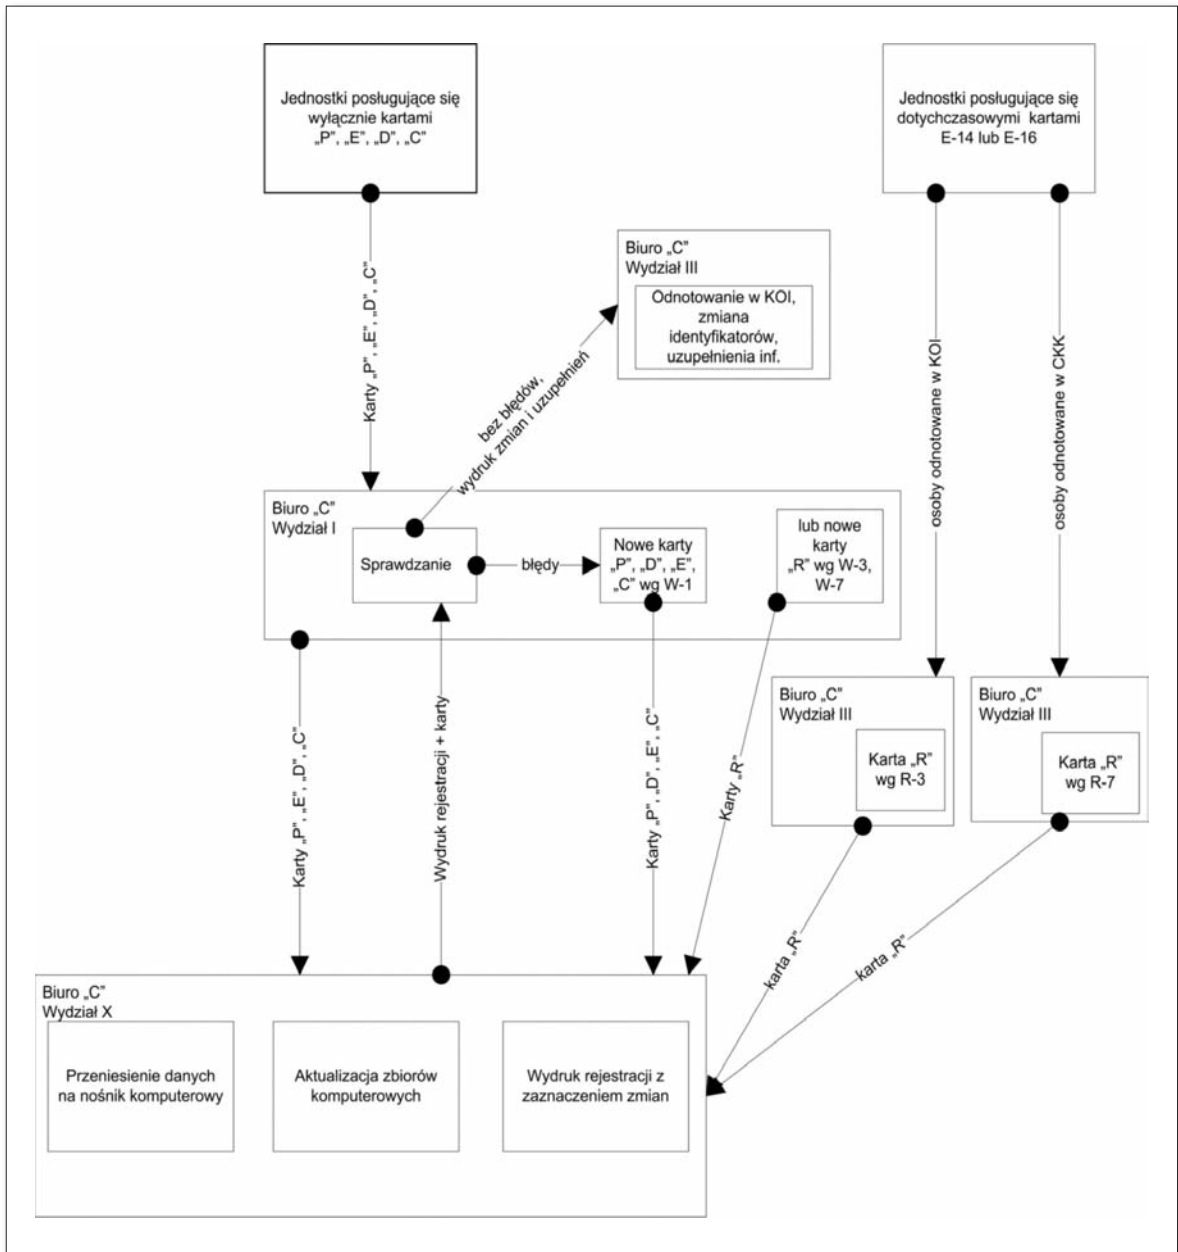 Jednostki posługujące się
wyłącznie kartami
„P”, „E”, „D”, „C”
Jednostki posługujące się
dotychczasowymi kartami
E-14 lub E-16
Karty „P”, „E”, „D”, „C”
Biuro „C”
Wydział III
Odnotowanie w KOI,
zmiana
identyfikatorów,
uzupełnienia inf.
bez błędów,
wydruk zmian i uzupełnień
osoby odnotowane w KOI
osoby odnotowane w CKK
Biuro „C”
Wydział I
Sprawdzanie
błędy
Nowe karty
„P”, „D”, „E”,
„C” wg W-1
lub nowe
karty
„R” wg W-3,
W-7
Karty „P”, „E”, „D”, „C”
Wydruk rejestracji + karty
Karty „P”, „D”, „E”, „C”
Karty „R”
Biuro „C”
Wydział III
Karta „R”
wg R-3
Biuro „C”
Wydział III
Karta „R”
wg R-7
karta „R”
karta „R”
Biuro „C”
Wydział X
Przeniesienie danych
na nośnik komputerowy
Aktualizacja zbiorów
komputerowych
Wydruk rejestracji z
zaznaczeniem zmian